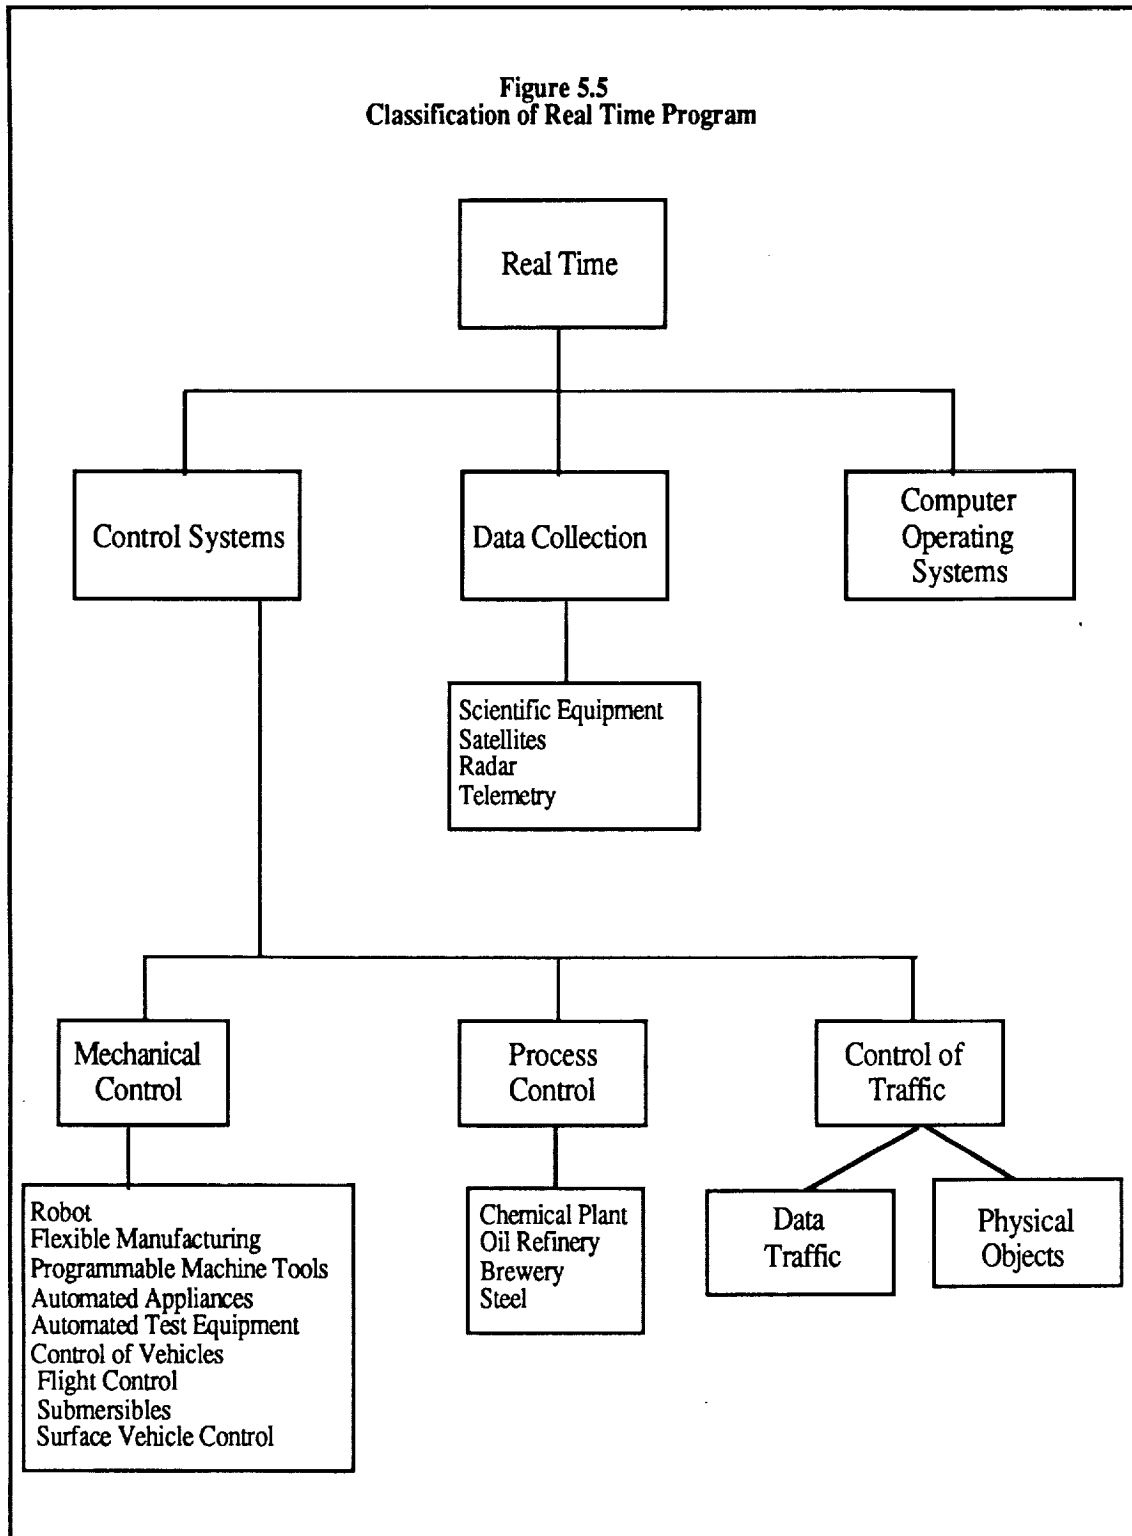 Figure 5.5
Classification of Real Time Program
Real Time
Control Systems
Data Collection
Computer
Operating
Systems
Scientific Equipment
Satellites
Radar
Telemetry
Mechanical
Control
Process
Control
Control of
Traffic
Robot
Flexible Manufacturing
Programmable Machine Tools
Automated Appliances
Automated Test Equipment
Control of Vehicles
Flight Control
Submersibles
Surface Vehicle Control
Chemical Plant
Oil Refinery
Brewery
Steel
Data
Traffic
Physical
Objects